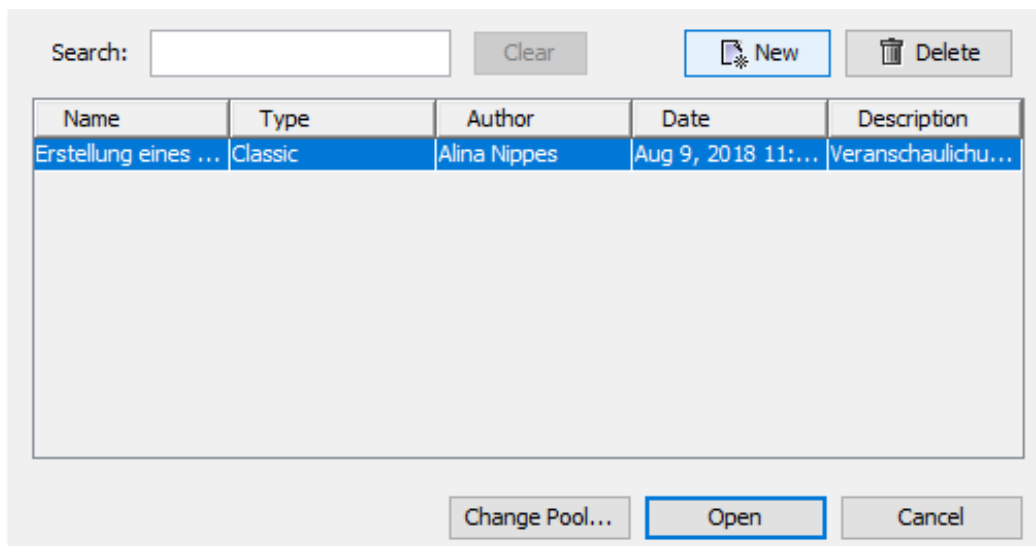 Search: Clear New Delete
Name Type Author Date Description
Erstellung eines ... Classic Alina Nippes Aug 9, 2018 11:... Veranschaulichu...
Change Pool... Open Cancel